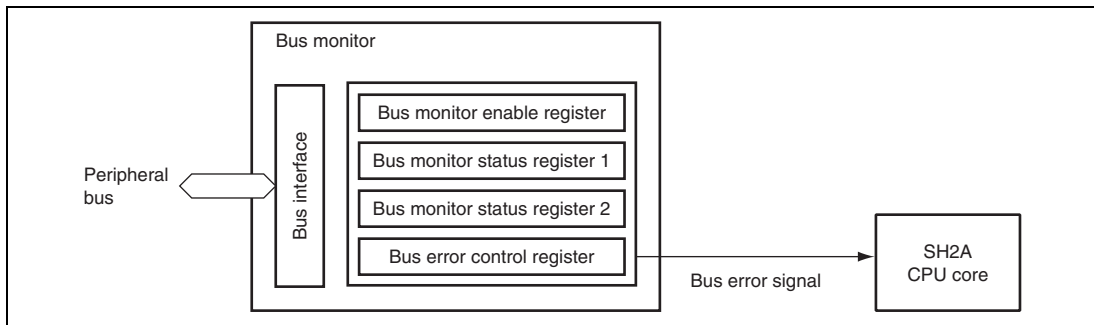 Bus monitor
Bus interface
Bus monitor enable register
Bus monitor status register 1
Bus monitor status register 2
Bus error control register
Peripheral
bus
Bus error signal
SH2A
CPU core